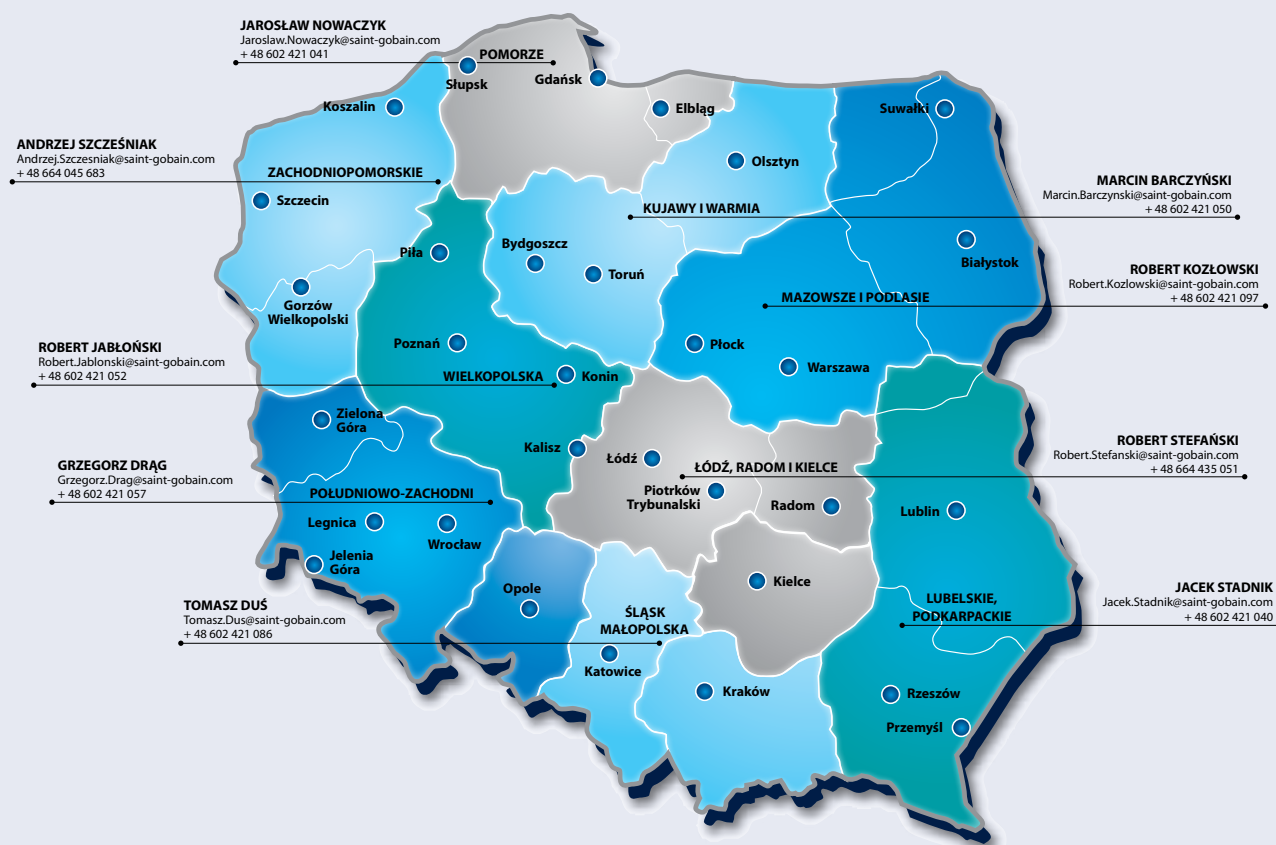 JAROSŁAW NOWACZYK
Jaroslaw.Nowaczyk@saint-gobain.com
+ 48 602 421 041
POMORZE
Słupsk
Gdańsk
Koszalin
Elbląg
Suwałki
ANDRZEJ SZCZEŚNIAK
Andrzej.Szczesniak@saint-gobain.com
+ 48 664 045 683
ZACHODNIOPOMORSKIE
Szczecin
Olsztyn
MARCIN BARCZYŃSKI
Marcin.Barczynski@saint-gobain.com
+ 48 602 421 050
KUJAWY I WARMIA
Piła
Bydgoszcz
Toruń
Białystok
ROBERT KOZŁOWSKI
Robert.Kozlowski@saint-gobain.com
+ 48 602 421 097
MAZOWSZE I PODLASIE
Gorzów
Wielkopolski
ROBERT JABŁOŃSKI
Robert.Jablonski@saint-gobain.com
+ 48 602 421 052
Poznań
WIELKOPOLSKA
Konin
Płock
Warszawa
Zielona
Góra
Kalisz
Łódź
ROBERT STEFAŃSKI
Robert.Stefanski@saint-gobain.com
+ 48 664 435 051
ŁÓDŹ, RADOM I KIELCE
Piotrków
Trybunalski
Radom
Lublin
GRZEGORZ DRĄG
Grzegorz.Drag@saint-gobain.com
+ 48 602 421 057
POŁUDNIOWO-ZACHODNI
Legnica
Wrocław
Jelenia
Góra
Opole
Kielce
JACEK STADNIK
Jacek.Stadnik@saint-gobain.com
+ 48 602 421 040
LUBELSKIE,
PODKARPACKIE
TOMASZ DUŚ
Tomasz.Dus@saint-gobain.com
+ 48 602 421 086
ŚLĄSK
MAŁOPOLSKA
Katowice
Kraków
Rzeszów
Przemyśl